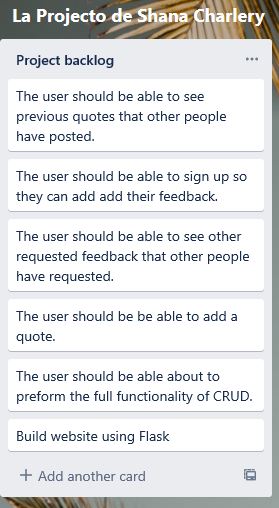 La Projecto de Shana Charlery
Project backlog
The user should be able to see
previous quotes that other people
have posted.
The user should be able to sign up so
they can add add their feedback.
The user should be able to see other
requested feedback that other people
have requested.
The user should be be able to add a
quote.
The user should be able about to
preform the full functionality of CRUD.
Build website using Flask
+ Add another card